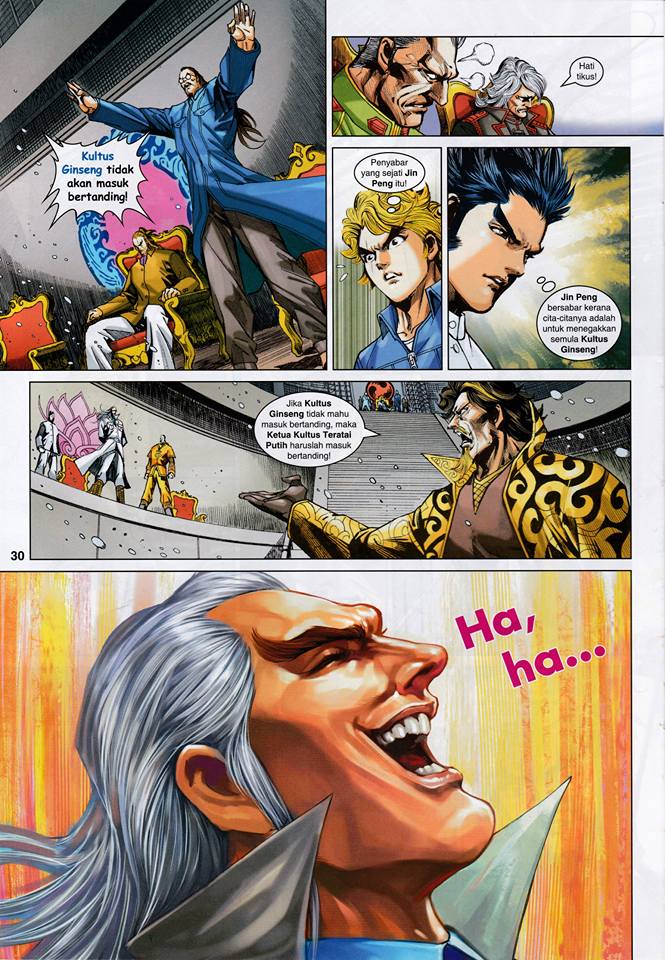 Kultus
Ginseng tidak
akan masuk
bertanding!
Hati
tikus!
Penyabar
yang sejati Jin
Peng itu!
Jin Peng
bersabar kerana
cita-citanya adalah
untuk menegakkan
semula Kultus
Ginseng!
Jika Kultus
Ginseng tidak mahu
masuk bertanding, maka
Ketua Kultus Teratai
Putih haruslah masuk
bertanding!
30
Ha,
ha...